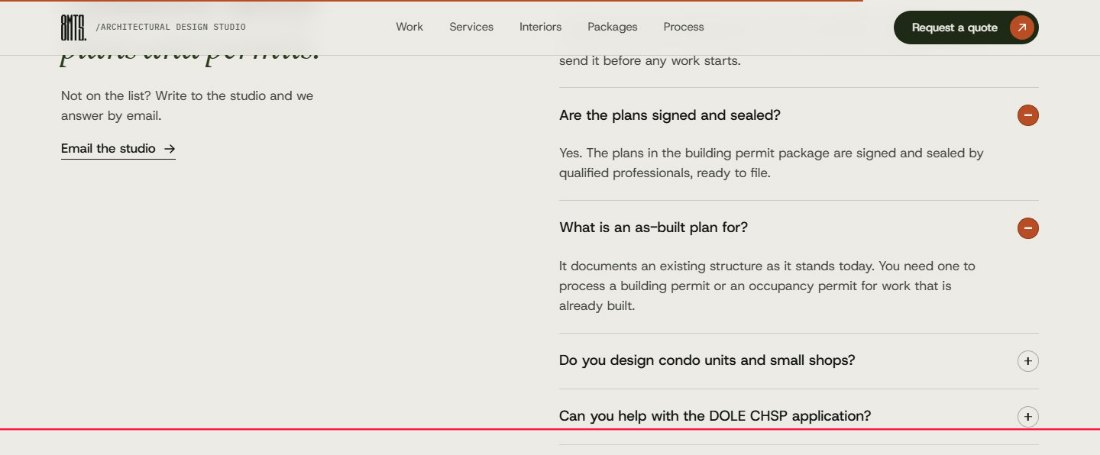 8MTS.
/ARCHITECTURAL DESIGN STUDIO
Work
Services
Interiors
Packages
Process
Request a quote
plans and permits.
Not on the list? Write to the studio and we
answer by email.
Email the studio
send it before any work starts.
Are the plans signed and sealed?
Yes. The plans in the building permit package are signed and sealed by
qualified professionals, ready to file.
What is an as-built plan for?
It documents an existing structure as it stands today. You need one to
process a building permit or an occupancy permit for work that is
already built.
Do you design condo units and small shops?
Can you help with the DOLE CHSP application?